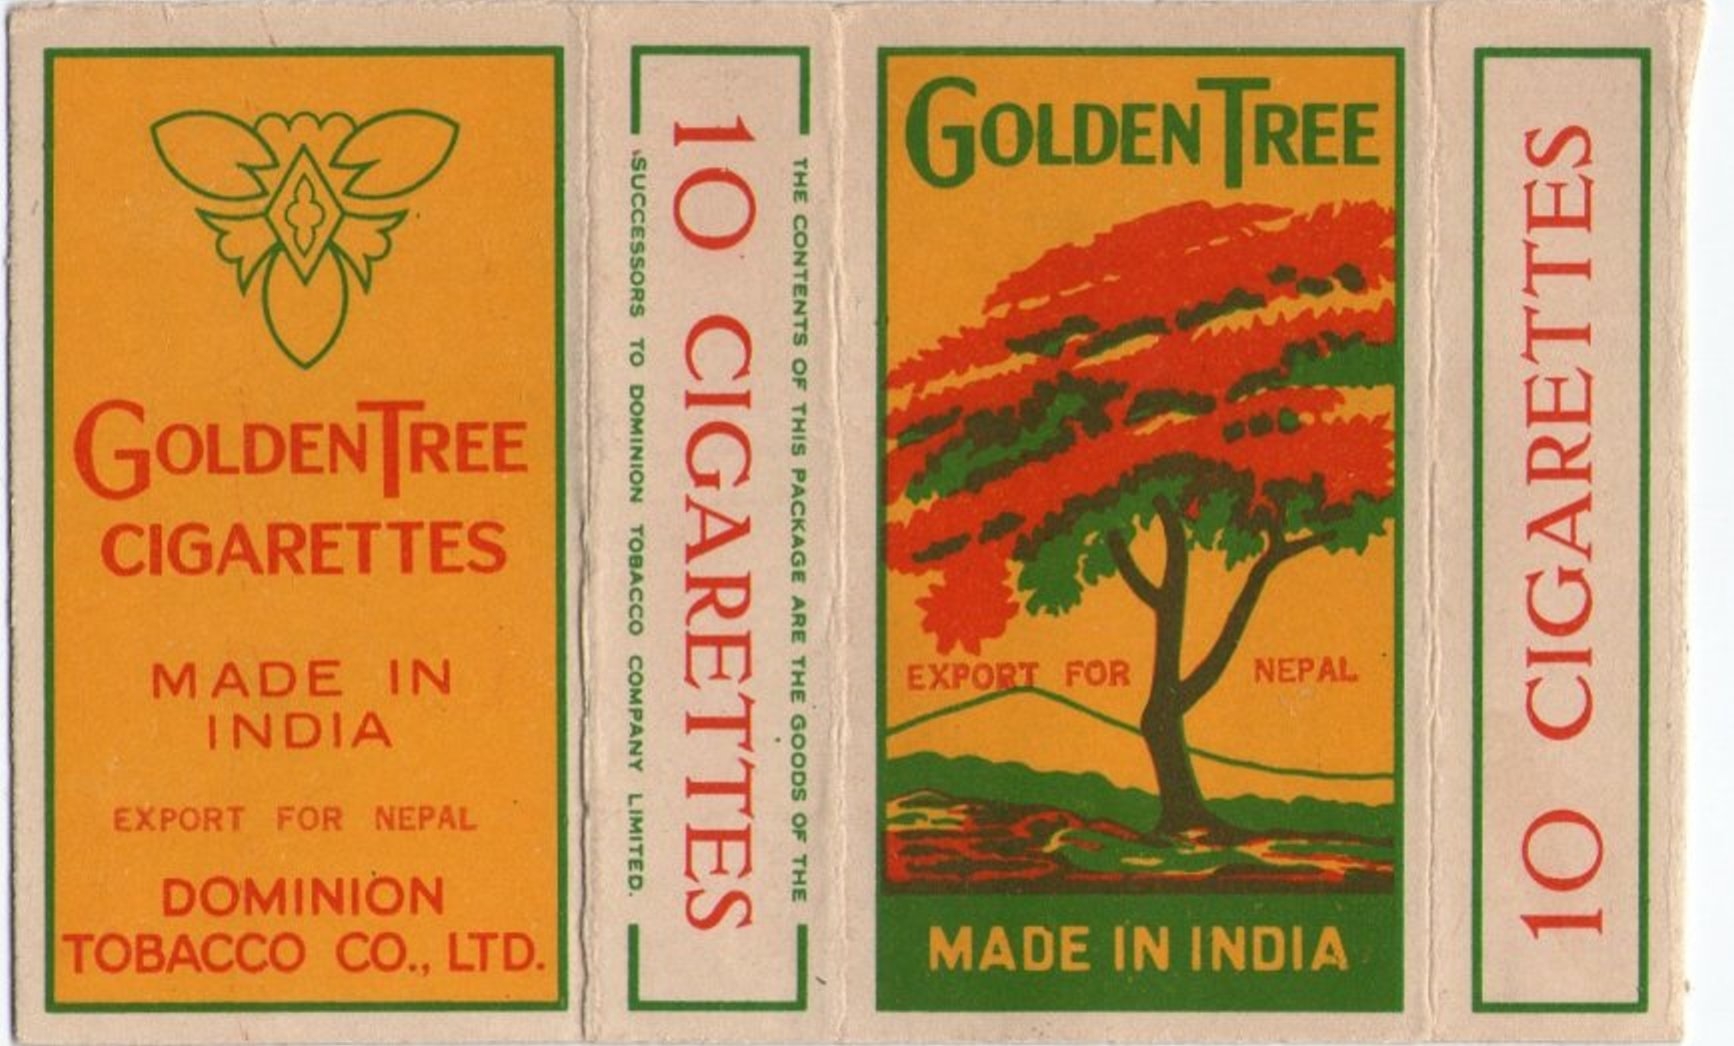 GOLDEN TREE
CIGARETTES
MADE IN
INDIA
EXPORT FOR NEPAL
DOMINION
TOBACCO CO., LTD.
10 CIGARETTES
THE CONTENTS OF THIS PACKAGE ARE THE GOODS OF THE
SUCCESSORS TO DOMINION TOBACCO COMPANY LIMITED.
GOLDEN TREE
EXPORT FOR NEPAL
MADE IN INDIA
10 CIGARETTES